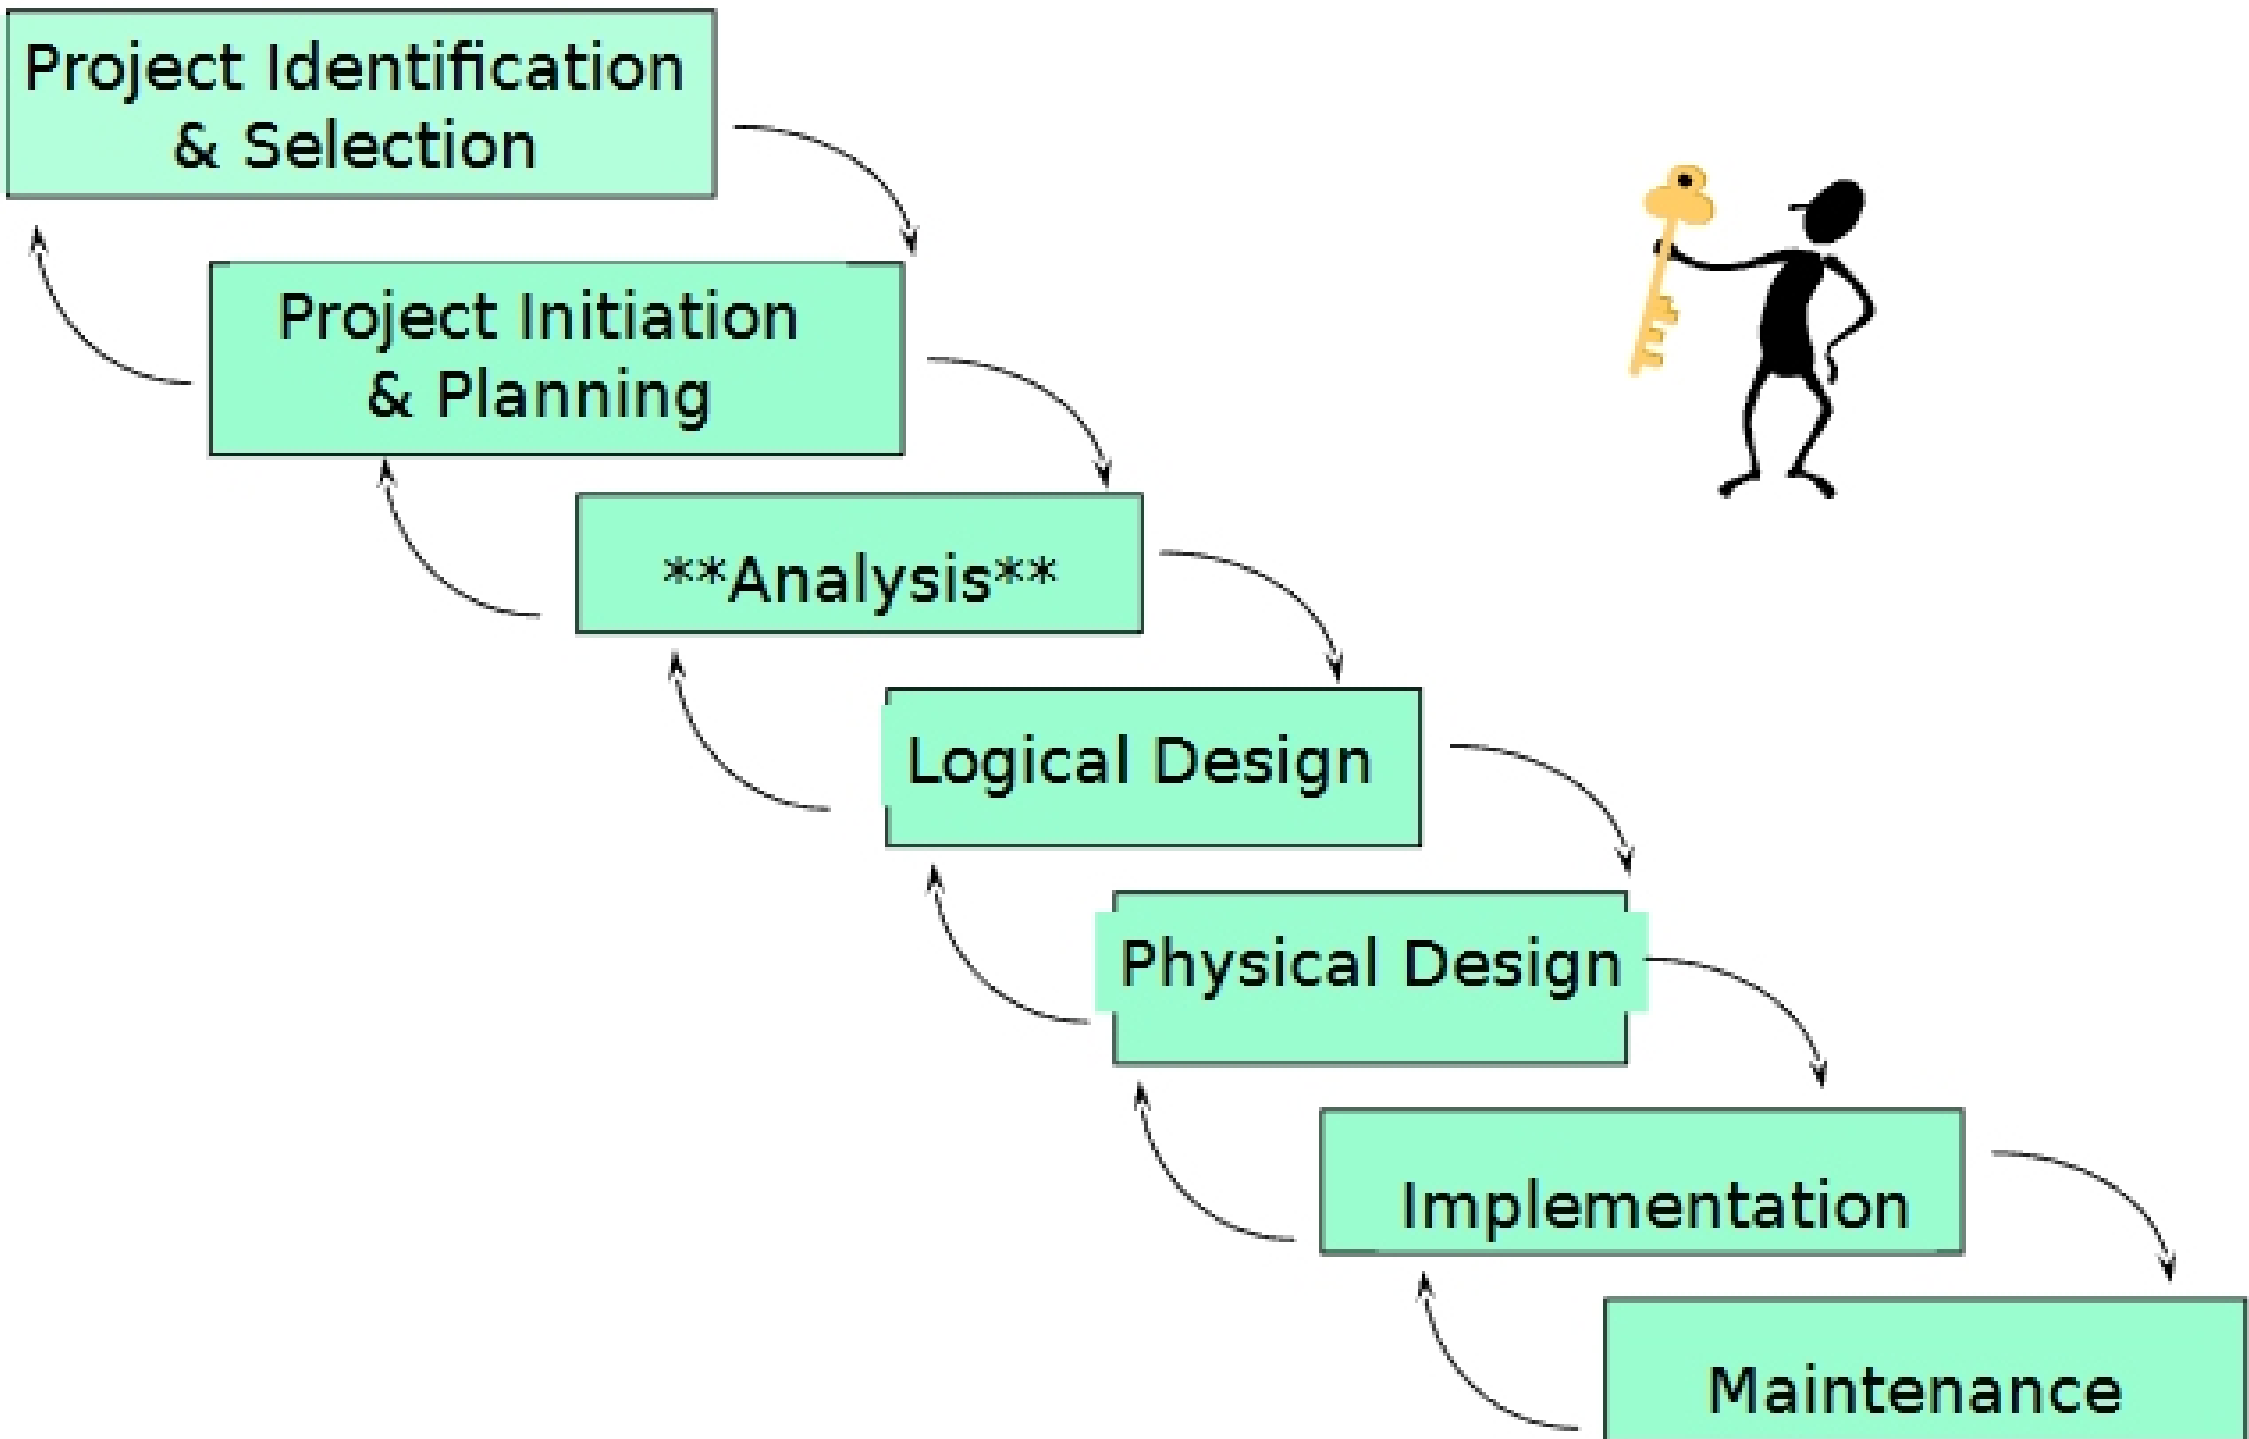 Project Identification
& Selection
Project Initiation
& Planning
**Analysis**
Logical Design
Physical Design
Implementation
Maintenance